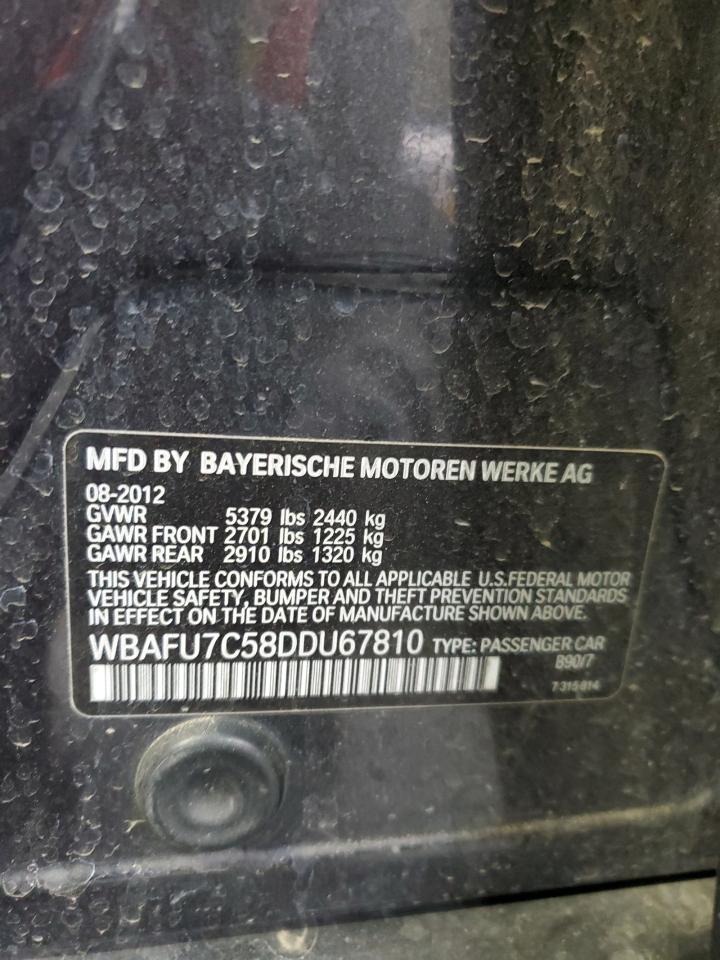 MFD BY BAYERISCHE MOTOREN WERKE AG
08-2012
GVWR 5379 lbs 2440 kg
GAWR FRONT 2701 lbs 1225 kg
GAWR REAR 2910 lbs 1320 kg
THIS VEHICLE CONFORMS TO ALL APPLICABLE U.S.FEDERAL MOTOR
VEHICLE SAFETY, BUMPER AND THEFT PREVENTION STANDARDS
IN EFFECT ON THE DATE OF MANUFACTURE SHOWN ABOVE.
WBAFU7C58DDU67810 TYPE: PASSENGER CAR
B90/7
7 315 814